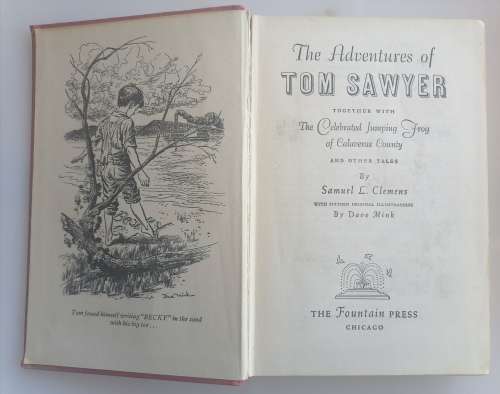 Tom found himself writing "BECKY" in the sand
with his big toe...
Dave Mink
The Adventures of
TOM SAWYER
TOGETHER WITH
The Celebrated Jumping Frog
of Calaveras County
AND OTHER TALES
By
Samuel L. Clemens
WITH SIXTEEN ORIGINAL ILLUSTRATIONS
By Dave Mink
THE Fountain PRESS
CHICAGO